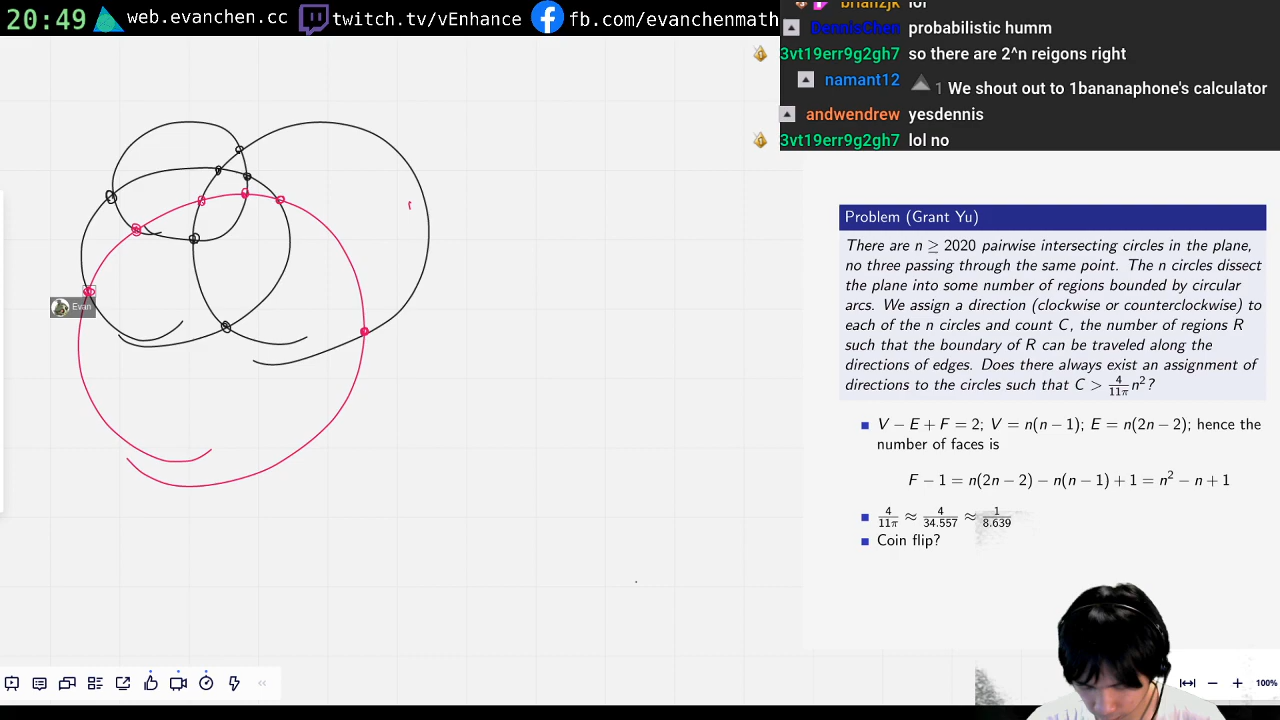 20:49 web.evanchen.cc twitch.tv/vEnhance fb.com/evanchenmath
brianzjk lol
DennisChen probabilistic humm
3vt19err9g2gh7 so there are 2^n reigons right
namant12 1 We shout out to 1bananaphone's calculator
andwendrew yesdennis
3vt19err9g2gh7 lol no
Evan
Problem (Grant Yu)
There are n ≥ 2020 pairwise intersecting circles in the plane,
no three passing through the same point. The n circles dissect
the plane into some number of regions bounded by circular
arcs. We assign a direction (clockwise or counterclockwise) to
each of the n circles and count C, the number of regions R
such that the boundary of R can be traveled along the
directions of edges. Does there always exist an assignment of
directions to the circles such that C > 4/11π n²?
V − E + F = 2; V = n(n − 1); E = n(2n − 2); hence the
number of faces is
F − 1 = n(2n − 2) − n(n − 1) + 1 = n² − n + 1
4/11π ≈ 4/34.557 ≈ 1/8.639
Coin flip?
100%